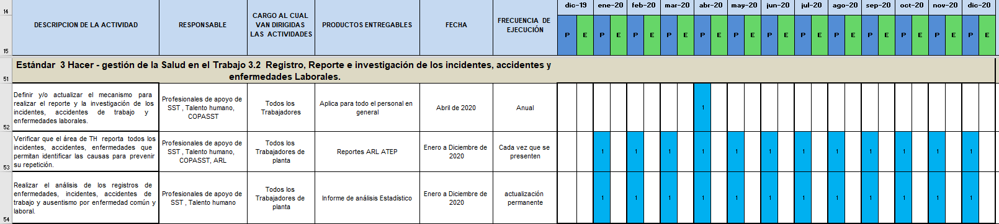 14
dic-19 ene-20 feb-20 mar-20 abr-20 may-20 jun-20 jul-20 ago-20 sep-20 oct-20 nov-20 dic-20
DESCRIPCION DE LA ACTIVIDAD
RESPONSABLE
CARGO AL CUAL
VAN DIRIGIDAS
LAS ACTIVIDADES
PRODUCTOS ENTREGABLES
FECHA
FRECUENCIA DE
EJECUCIÓN
P E P E P E P E P E P E P E P E P E P E P E P E P E
15
Estándar 3 Hacer - gestión de la Salud en el Trabajo 3.2 Registro, Reporte e investigación de los incidentes, accidentes y
enfermedades Laborales.
51
Definir y/o actualizar el mecanismo para
realizar el reporte y la investigación de los
incidentes, accidentes de trabajo y
enfermedades laborales.
Profesionales de apoyo de
SST , Talento humano,
COPASST
Todos los
Trabajadores
Aplica para todo el personal en
general
Abril de 2020
Anual
1
52
Verificar que el área de TH reporta todos los
incidentes, accidentes, enfermedades que
permitan identificar las causas para prevenir
su repetición.
Profesionales de apoyo de
SST , Talento humano,
COPASST, ARL
Todos los
Trabajadores de
planta
Reportes ARL ATEP
Enero a Diciembre de
2020
Cada vez que se
presenten
1 1 1 1 1 1 1 1 1 1 1 1
53
Realizar el análisis de los registros de
enfermedades, incidentes, accidentes de
trabajo y ausentismo por enfermedad común y
laboral.
Profesionales de apoyo de
SST , Talento humano
Todos los
Trabajadores de
planta
Informe de análisis Estadístico
Enero a Diciembre de
2020
actualización
permanente
1 1 1 1 1 1 1 1 1 1 1 1
54